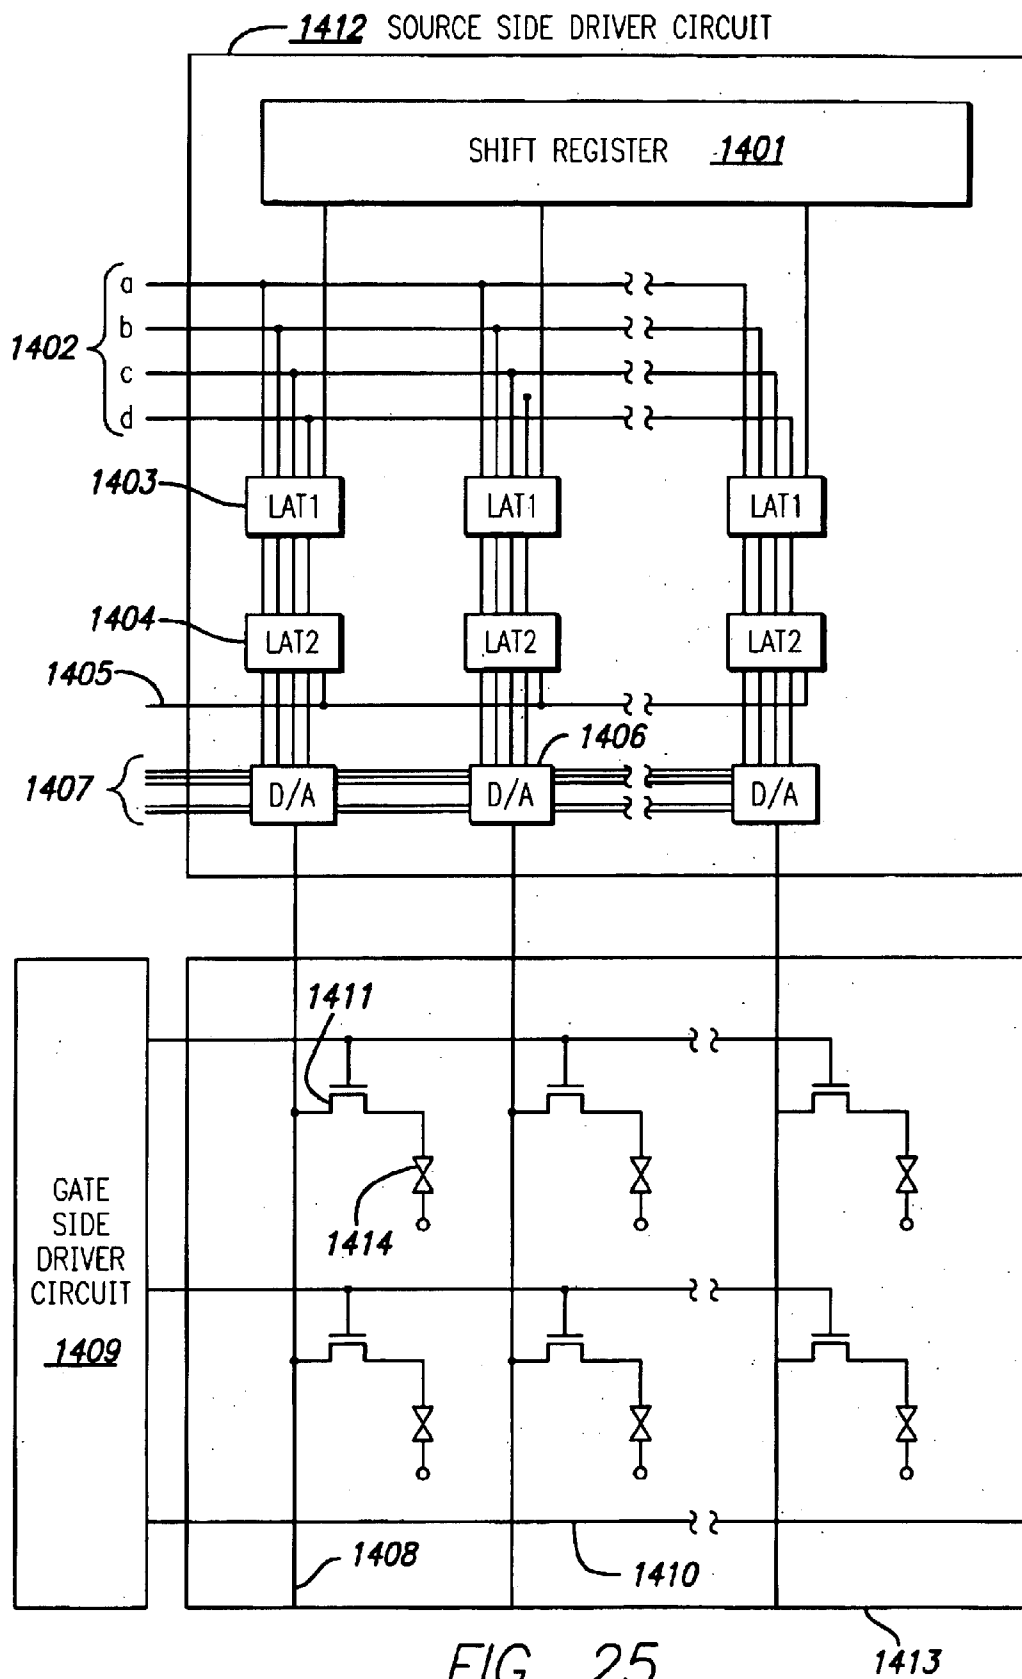 1412 SOURCE SIDE DRIVER CIRCUIT
SHIFT REGISTER 1401
a
b
1402
c
d
1403
LAT1 LAT1 LAT1
1404
LAT2 LAT2 LAT2
1405
1406
1407
D/A D/A D/A
1411
GATE
SIDE
DRIVER
CIRCUIT
1409
1414
1408
1410
1413
FIG. 25